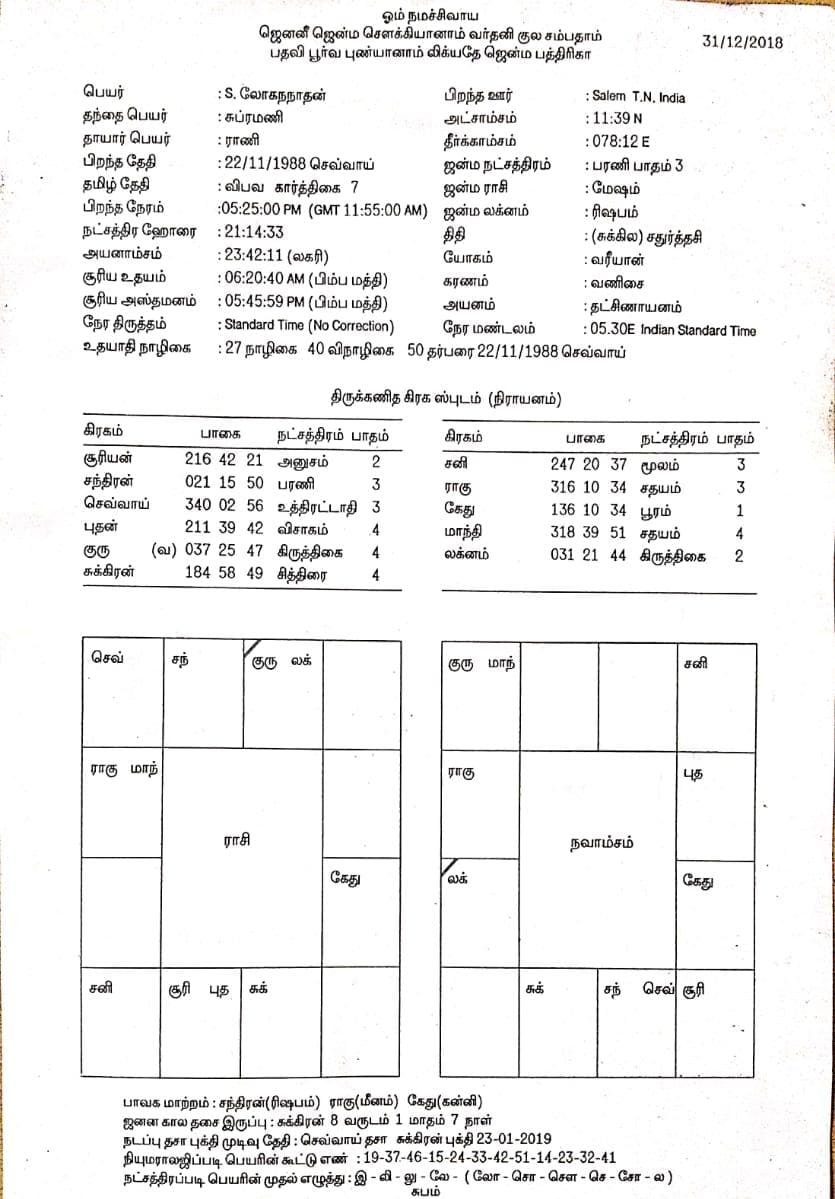 ஓம் நமச்சிவாய
ஜெனனீ ஜென்ம சௌக்கியானாம் வர்தனி குல சம்பதாம்
பதவி பூர்வ புண்யானாம் லிக்யதே ஜென்ம பத்திரிகா
31/12/2018
பெயர் : S. லோகநநாதன் பிறந்த ஊர் : Salem T.N. India
தந்தை பெயர் : சுப்ரமணி அட்சாம்சம் : 11:39 N
தாயார் பெயர் : ராணி தீர்க்காம்சம் : 078:12 E
பிறந்த தேதி : 22/11/1988 செவ்வாய் ஜன்ம நட்சத்திரம் : பரணி பாதம் 3
தமிழ் தேதி : விபவ கார்த்திகை 7 ஜன்ம ராசி : மேஷம்
பிறந்த நேரம் :05:25:00 PM (GMT 11:55:00 AM) ஜன்ம லக்னம் : ரிஷபம்
நட்சத்திர ஹோரை : 21:14:33 திதி : (சுக்கில) சதுர்த்தசி
அயனாம்சம் : 23:42:11 (லகரி) யோகம் : வரீயான்
சூரிய உதயம் : 06:20:40 AM (பிம்ப மத்தி) கரணம் : வணிசை
சூரிய அஸ்தமனம் : 05:45:59 PM (பிம்ப மத்தி) அயனம் : தட்சிணாயனம்
நேர திருத்தம் : Standard Time (No Correction) நேர மண்டலம் : 05.30E Indian Standard Time
உதயாதி நாழிகை : 27 நாழிகை 40 விநாழிகை 50 தர்பரை 22/11/1988 செவ்வாய்
திருக்கணித கிரக ஸ்புடம் (நிராயனம்)
கிரகம் பாகை நட்சத்திரம் பாதம் கிரகம் பாகை நட்சத்திரம் பாதம்
சூரியன் 216 42 21 அனுசம் 2 சனி 247 20 37 மூலம் 3
சந்திரன் 021 15 50 பரணி 3 ராகு 316 10 34 சதயம் 3
செவ்வாய் 340 02 56 உத்திரட்டாதி 3 கேது 136 10 34 பூரம் 1
புதன் 211 39 42 விசாகம் 4 மாந்தி 318 39 51 சதயம் 4
குரு (வ) 037 25 47 கிருத்திகை 4 லக்னம் 031 21 44 கிருத்திகை 2
சுக்கிரன் 184 58 49 சித்திரை 4
செவ் சந் குரு லக்
ராகு மாந்
ராசி
கேது
சனி சூரி புத சுக்
குரு மாந் சனி
ராகு புத
நவாம்சம்
லக் கேது
சுக் சந் செவ் சூரி
பாவக மாற்றம் : சந்திரன்(ரிஷபம்) ராகு(மீனம்) கேது(கன்னி)
ஜனன கால தசை இருப்பு : சுக்கிரன் 8 வருடம் 1 மாதம் 7 நாள்
நடப்பு தசா புக்தி முடிவு தேதி : செவ்வாய் தசா சுக்கிரன் புக்தி 23-01-2019
நியுமராலஜிப்படி பெயரின் கூட்டு எண் : 19-37-46-15-24-33-42-51-14-23-32-41
நட்சத்திரப்படி பெயரின் முதல் எழுத்து : இ - லி - லு - லே - ( லோ - சொ - சௌ - செ - சோ - ல )
சுபம்